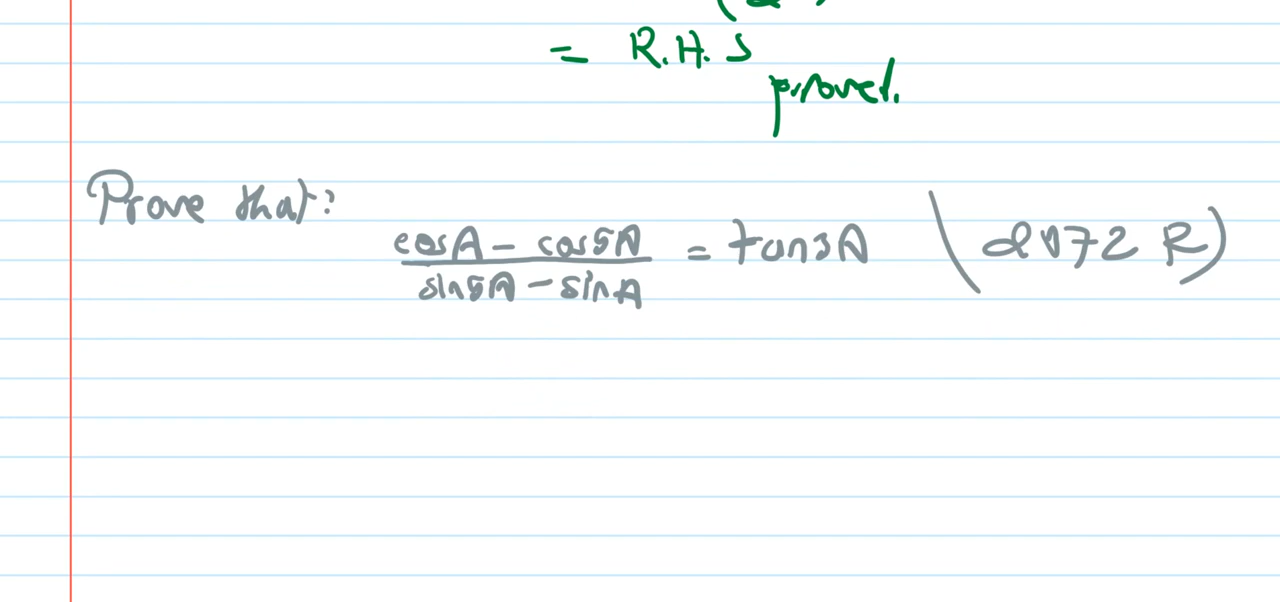 = R.H.S
proved.
Prove that:
cosA - cos5A / sin5A - sinA = tan3A (2072 R)